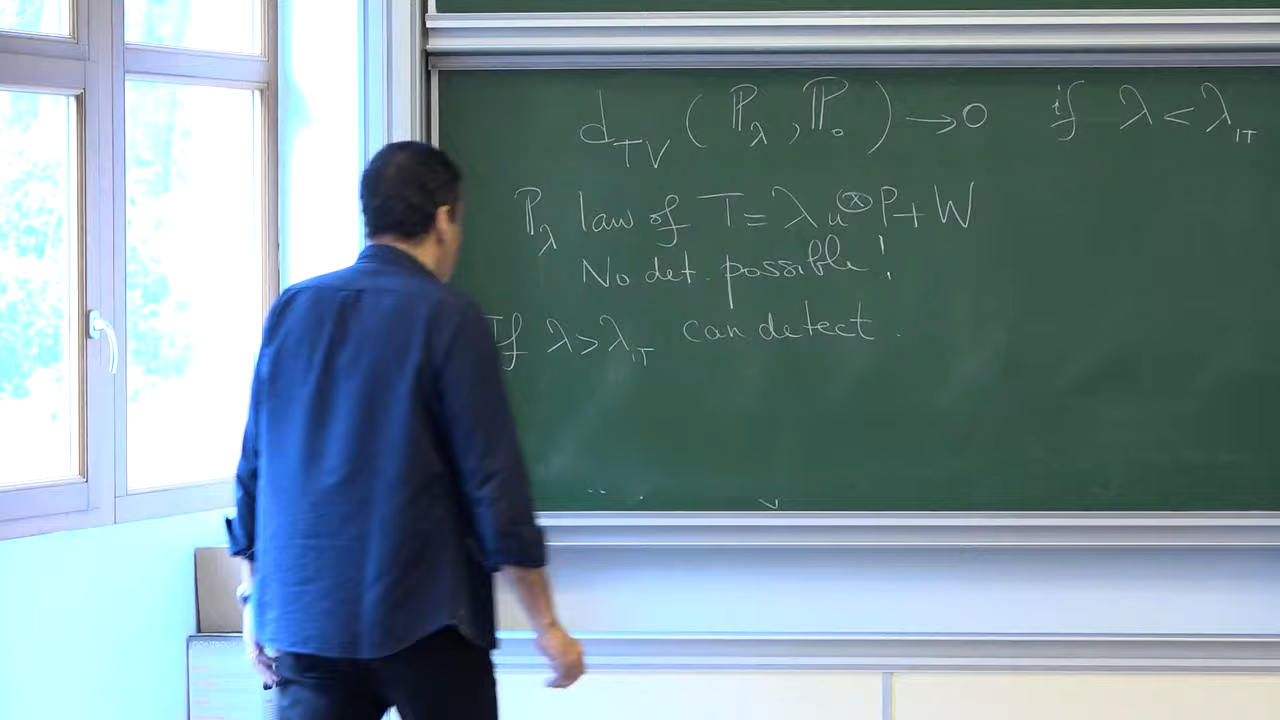 d_TV (ℙ_λ, ℙ_0) → 0 if λ < λ_IT
ℙ_λ law of T = λ u^⊗P + W
No det. possible!
If λ > λ_IT can detect.